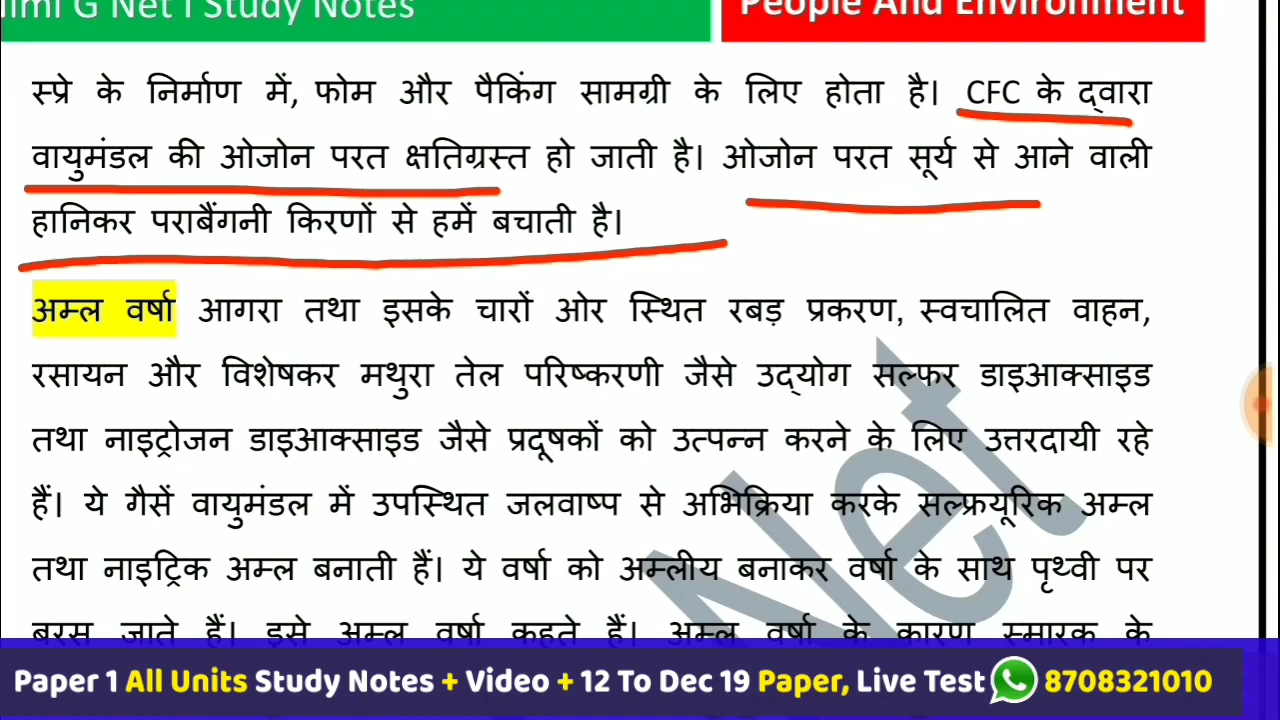 G Net I Study Notes
People And Environment
स्प्रे के निर्माण में, फोम और पैकिंग सामग्री के लिए होता है। CFC के द्वारा
वायुमंडल की ओजोन परत क्षतिग्रस्त हो जाती है। ओजोन परत सूर्य से आने वाली
हानिकर पराबैंगनी किरणों से हमें बचाती है।
अम्ल वर्षा आगरा तथा इसके चारों ओर स्थित रबड़ प्रकरण, स्वचालित वाहन,
रसायन और विशेषकर मथुरा तेल परिष्करणी जैसे उद्योग सल्फर डाइआक्साइड
तथा नाइट्रोजन डाइआक्साइड जैसे प्रदूषकों को उत्पन्न करने के लिए उत्तरदायी रहे
हैं। ये गैसें वायुमंडल में उपस्थित जलवाष्प से अभिक्रिया करके सल्फ्रयूरिक अम्ल
तथा नाइट्रिक अम्ल बनाती हैं। ये वर्षा को अम्लीय बनाकर वर्षा के साथ पृथ्वी पर
बरस जाते हैं। इसे अम्ल वर्षा कहते हैं। अम्ल वर्षा के कारण स्मारक के
Net
Paper 1 All Units Study Notes + Video + 12 To Dec 19 Paper, Live Test 8708321010